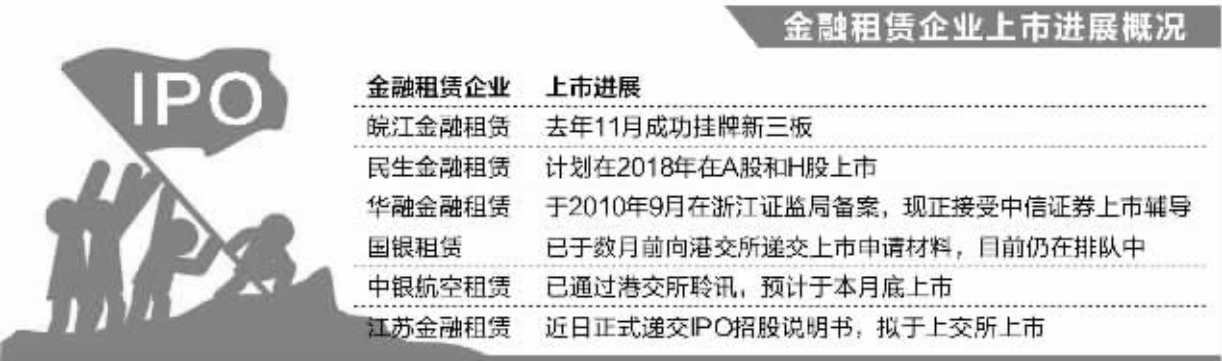 金融租赁企业上市进展概况
IPO
金融租赁企业 上市进展
皖江金融租赁 去年11月成功挂牌新三板
民生金融租赁 计划在2018年在A股和H股上市
华融金融租赁 于2010年9月在浙江证监局备案，现正接受中信证券上市辅导
国银租赁 已于数月前向港交所递交上市申请材料，目前仍在排队中
中银航空租赁 已通过港交所聆讯，预计于本月底上市
江苏金融租赁 近日正式递交IPO招股说明书，拟于上交所上市